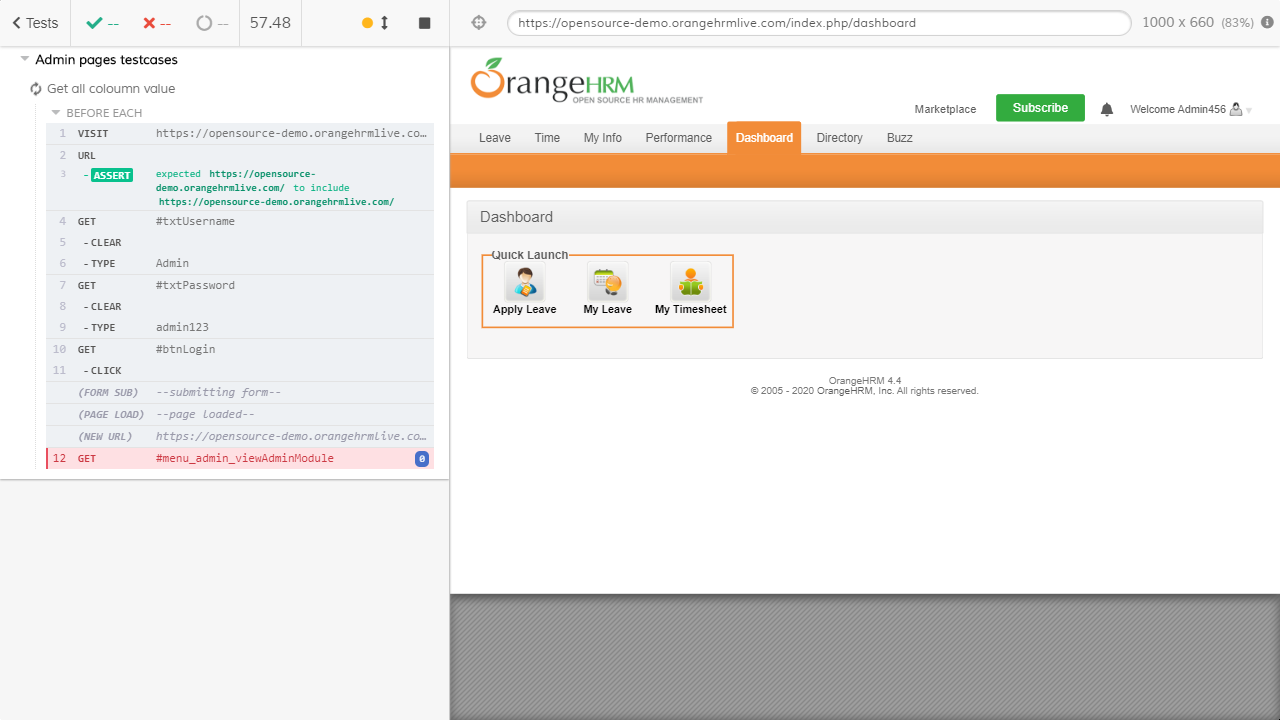 Tests
--
--
--
57.48
https://opensource-demo.orangehrmlive.com/index.php/dashboard
1000 x 660 (83%)
Admin pages testcases
Get all coloumn value
BEFORE EACH
1 VISIT https://opensource-demo.orangehrmlive.co…
2 URL
3 -ASSERT expected https://opensource-
demo.orangehrmlive.com/ to include
https://opensource-demo.orangehrmlive.com/
4 GET #txtUsername
5 -CLEAR
6 -TYPE Admin
7 GET #txtPassword
8 -CLEAR
9 -TYPE admin123
10 GET #btnLogin
11 -CLICK
(FORM SUB) --submitting form--
(PAGE LOAD) --page loaded--
(NEW URL) https://opensource-demo.orangehrmlive.co…
12 GET #menu_admin_viewAdminModule 0
OrangeHRM
OPEN SOURCE HR MANAGEMENT
Marketplace
Subscribe
Welcome Admin456
Leave Time My Info Performance Dashboard Directory Buzz
Dashboard
Quick Launch
Apply Leave My Leave My Timesheet
OrangeHRM 4.4
© 2005 - 2020 OrangeHRM, Inc. All rights reserved.